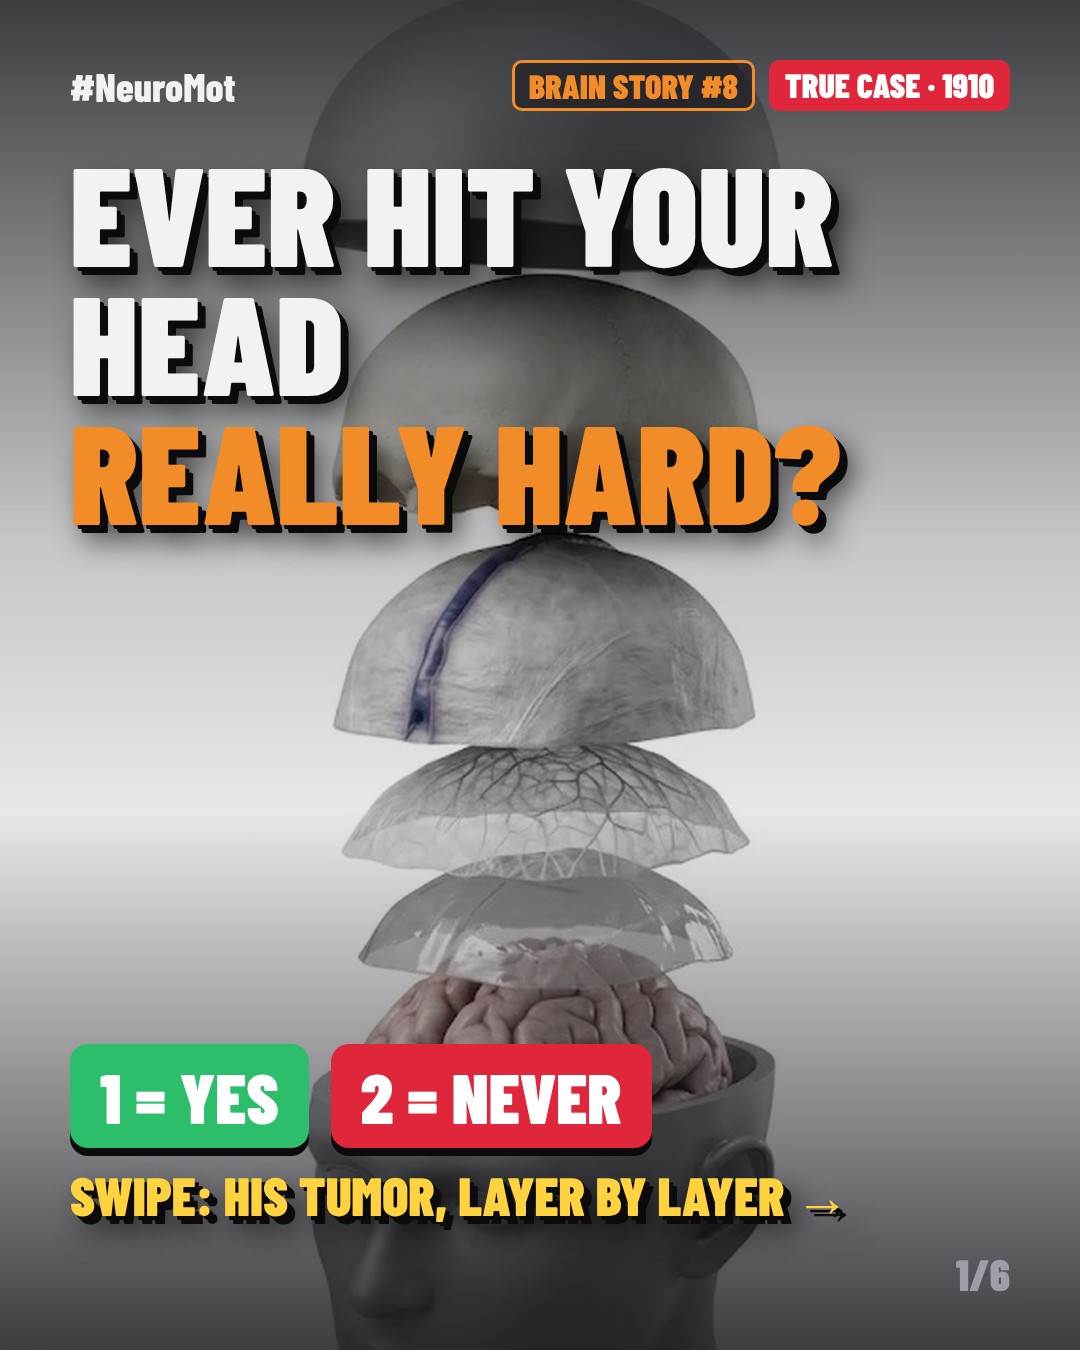 #NeuroMot
BRAIN STORY #8
TRUE CASE · 1910
EVER HIT YOUR
HEAD
REALLY HARD?
1 = YES
2 = NEVER
SWIPE: HIS TUMOR, LAYER BY LAYER →
1/6